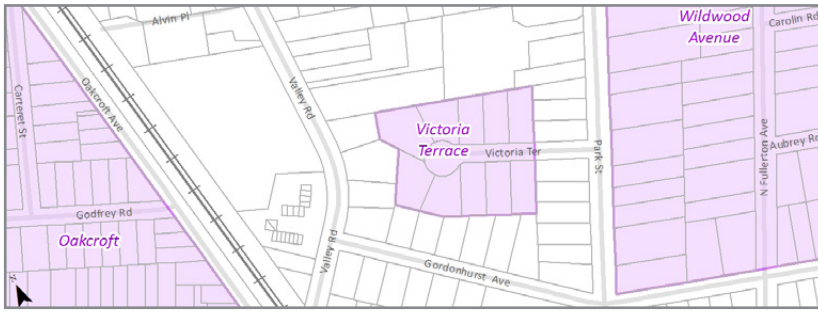 Alvin Pl
Wildwood
Avenue
Carolin Rd
Carteret St
Oakcroft Ave
Valley Rd
Victoria
Terrace
Victoria Ter
Park St
N Fullerton Ave
Aubrey Rd
Godfrey Rd
Oakcroft
Valley Rd
Gordonhurst Ave